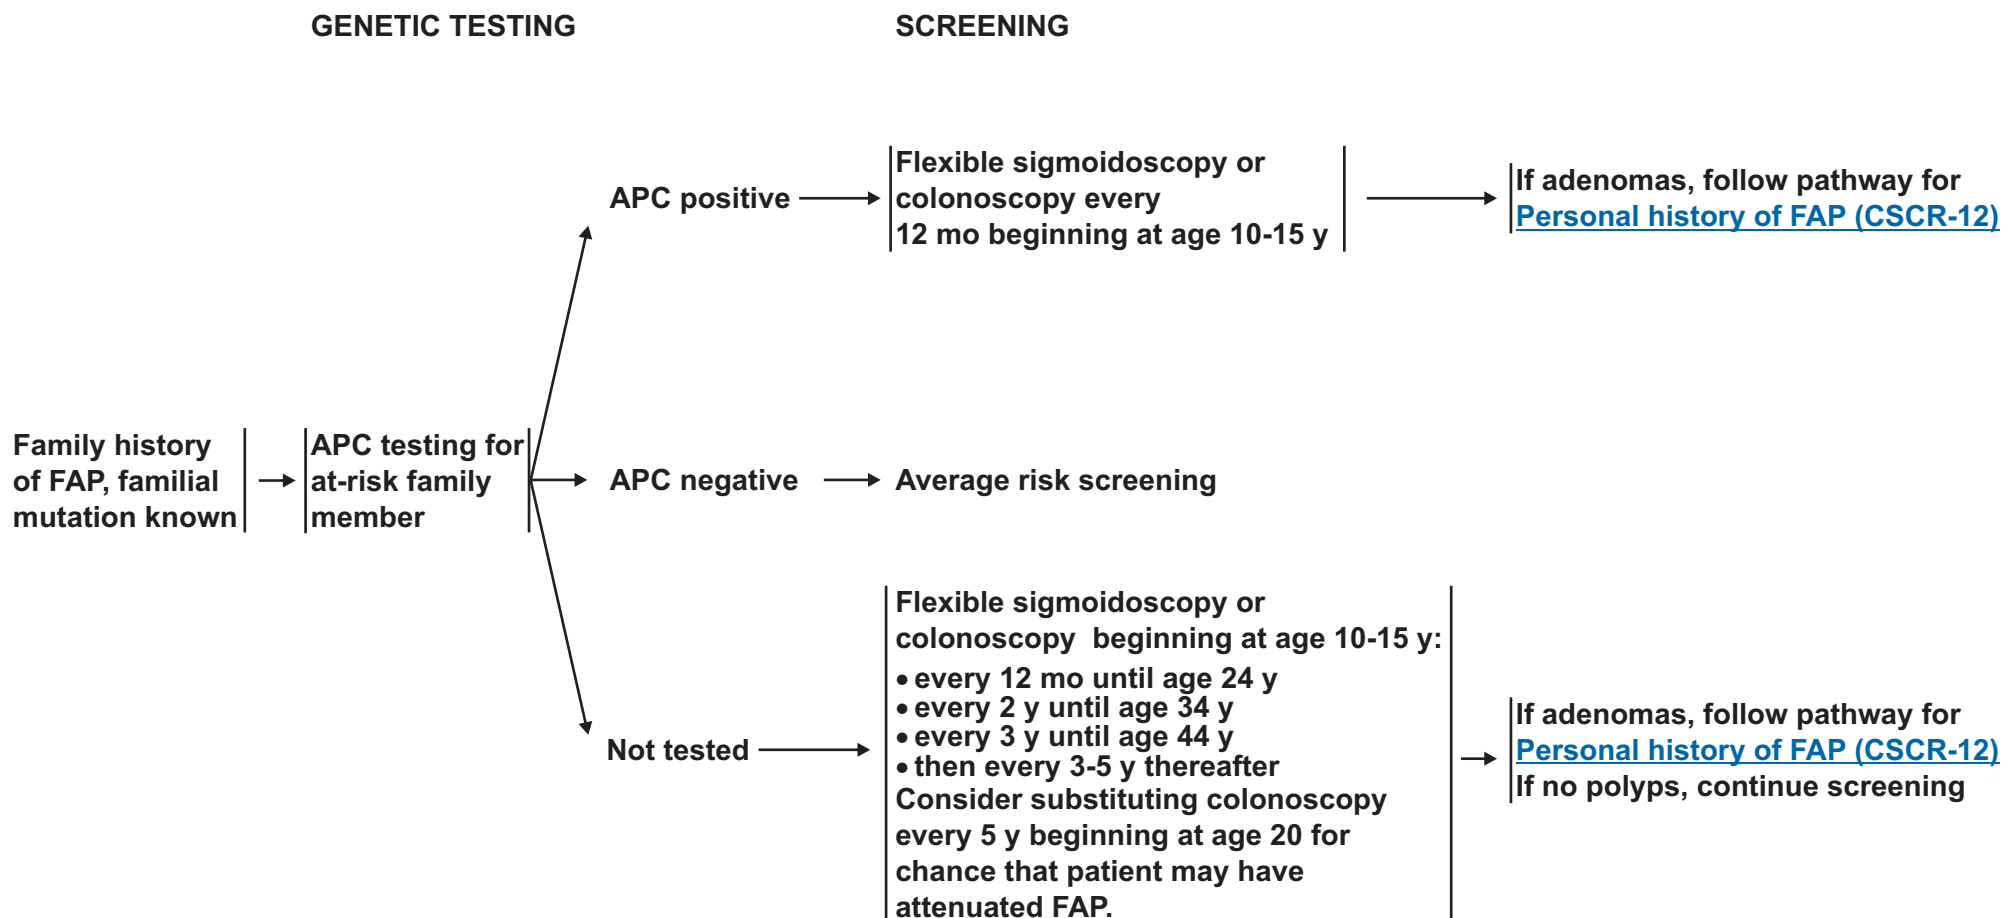 GENETIC TESTING
SCREENING
Family history
of FAP, familial
mutation known
APC testing for
at-risk family
member
APC positive
Flexible sigmoidoscopy or
colonoscopy every
12 mo beginning at age 10-15 y
If adenomas, follow pathway for
Personal history of FAP (CSCR-12)
APC negative
Average risk screening
Not tested
Flexible sigmoidoscopy or
colonoscopy beginning at age 10-15 y:
• every 12 mo until age 24 y
• every 2 y until age 34 y
• every 3 y until age 44 y
• then every 3-5 y thereafter
Consider substituting colonoscopy
every 5 y beginning at age 20 for
chance that patient may have
attenuated FAP.
If adenomas, follow pathway for
Personal history of FAP (CSCR-12)
If no polyps, continue screening